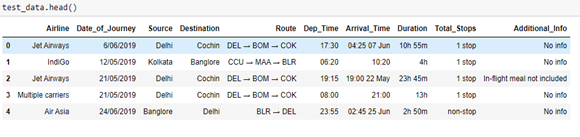 test_data.head()
Airline Date_of_Journey Source Destination Route Dep_Time Arrival_Time Duration Total_Stops Additional_Info
0 Jet Airways 6/06/2019 Delhi Cochin DEL → BOM → COK 17:30 04:25 07 Jun 10h 55m 1 stop No info
1 IndiGo 12/05/2019 Kolkata Banglore CCU → MAA → BLR 06:20 10:20 4h 1 stop No info
2 Jet Airways 21/05/2019 Delhi Cochin DEL → BOM → COK 19:15 19:00 22 May 23h 45m 1 stop In-flight meal not included
3 Multiple carriers 21/05/2019 Delhi Cochin DEL → BOM → COK 08:00 21:00 13h 1 stop No info
4 Air Asia 24/06/2019 Banglore Delhi BLR → DEL 23:55 02:45 25 Jun 2h 50m non-stop No info